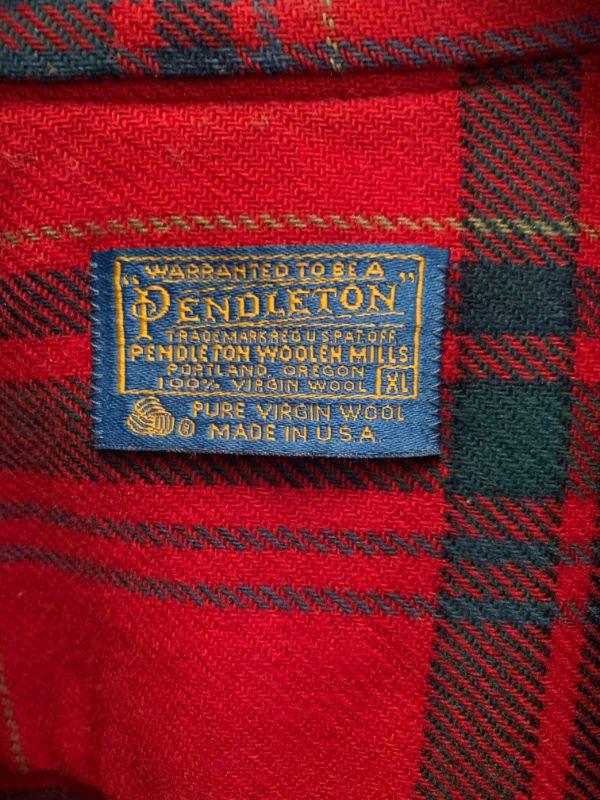 "WARRANTED TO BE A
PENDLETON"
TRADEMARK REG U.S. PAT. OFF.
PENDLETON WOOLEN MILLS
PORTLAND, OREGON
100% VIRGIN WOOL XL
® PURE VIRGIN WOOL
MADE IN U.S.A.